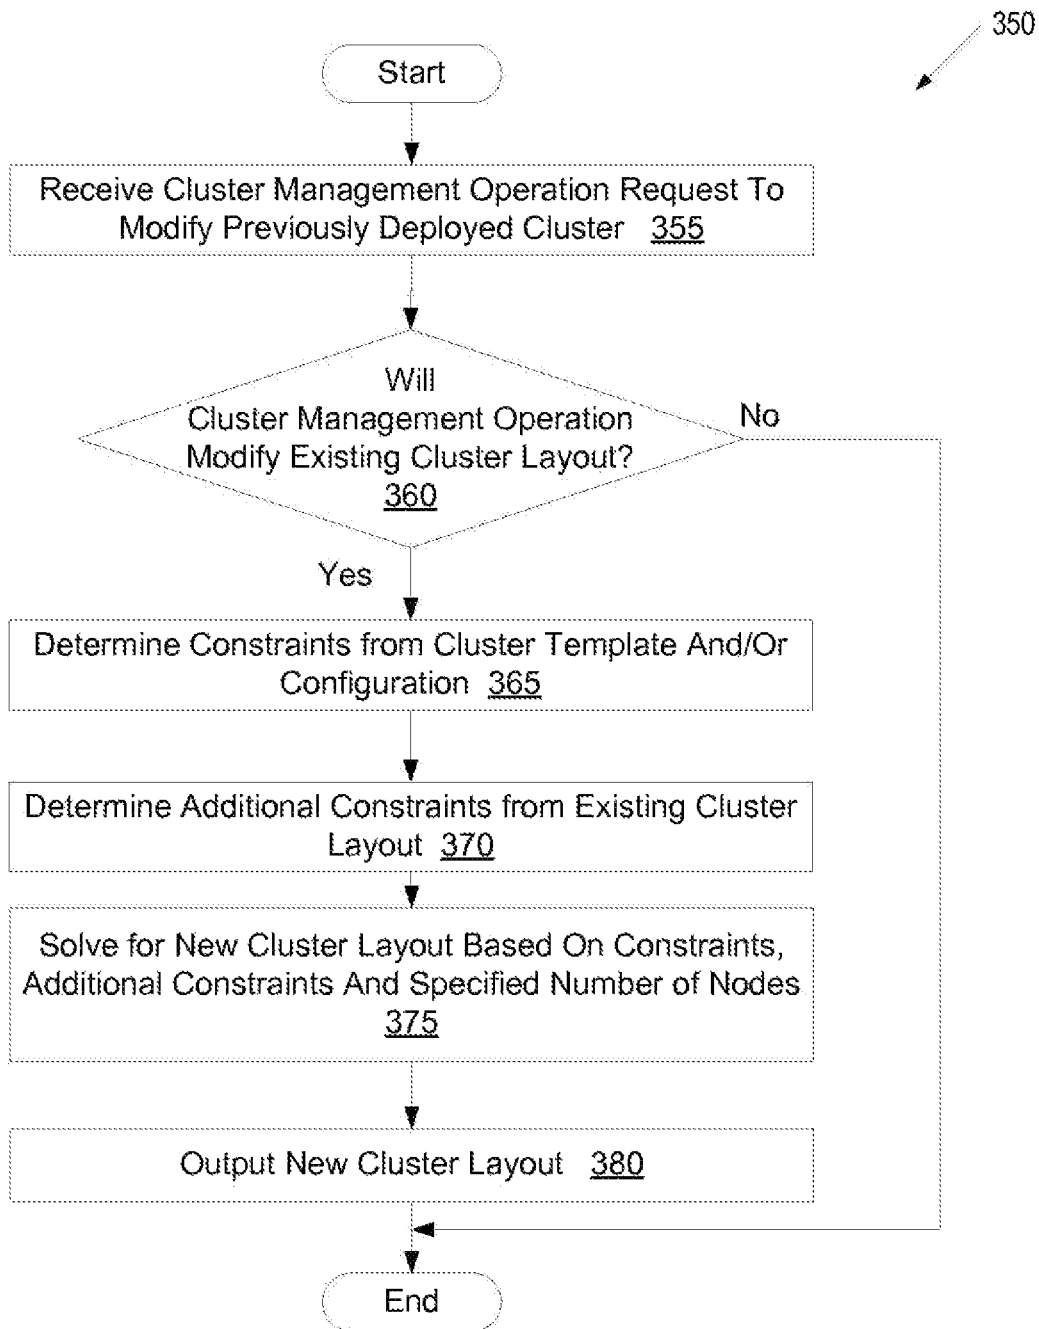 350
Start
Receive Cluster Management Operation Request To
Modify Previously Deployed Cluster 355
Will
Cluster Management Operation
Modify Existing Cluster Layout?
360
No
Yes
Determine Constraints from Cluster Template And/Or
Configuration 365
Determine Additional Constraints from Existing Cluster
Layout 370
Solve for New Cluster Layout Based On Constraints,
Additional Constraints And Specified Number of Nodes
375
Output New Cluster Layout 380
End